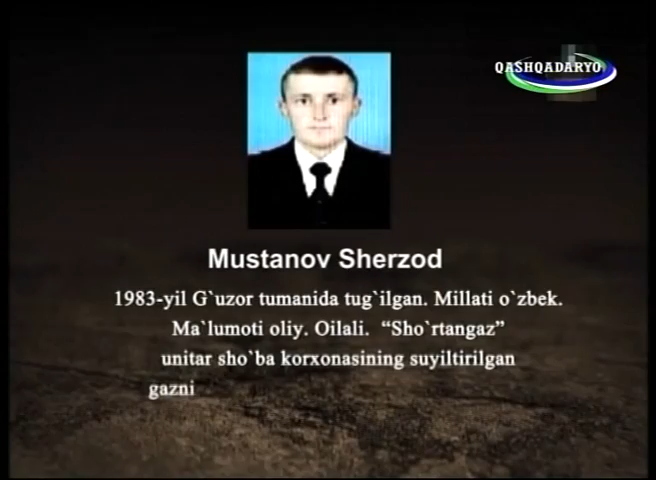 QASHQADARYO
Mustanov Sherzod
1983-yil G`uzor tumanida tug`ilgan. Millati o`zbek.
Ma`lumoti oliy. Oilali. “Sho`rtangaz”
unitar sho`ba korxonasining suyiltirilgan
gazni